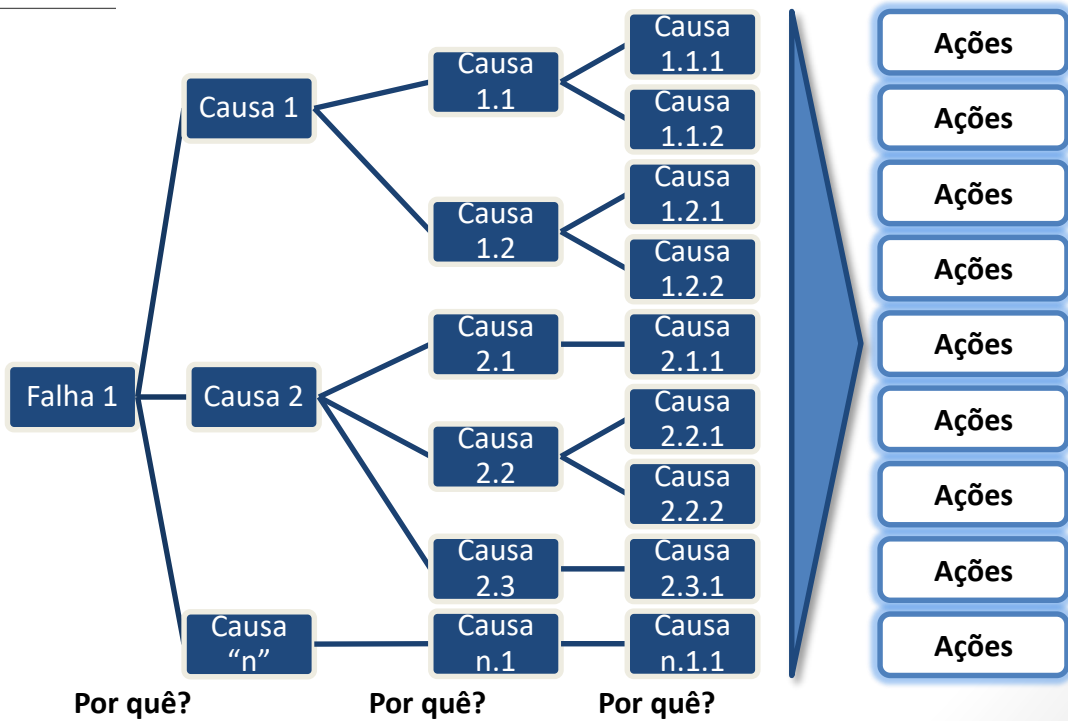 Falha 1
Causa 1
Causa 2
Causa
“n”
Causa
1.1
Causa
1.2
Causa
2.1
Causa
2.2
Causa
2.3
Causa
n.1
Causa
1.1.1
Causa
1.1.2
Causa
1.2.1
Causa
1.2.2
Causa
2.1.1
Causa
2.2.1
Causa
2.2.2
Causa
2.3.1
Causa
n.1.1
Ações
Ações
Ações
Ações
Ações
Ações
Ações
Ações
Ações
Por quê?
Por quê?
Por quê?